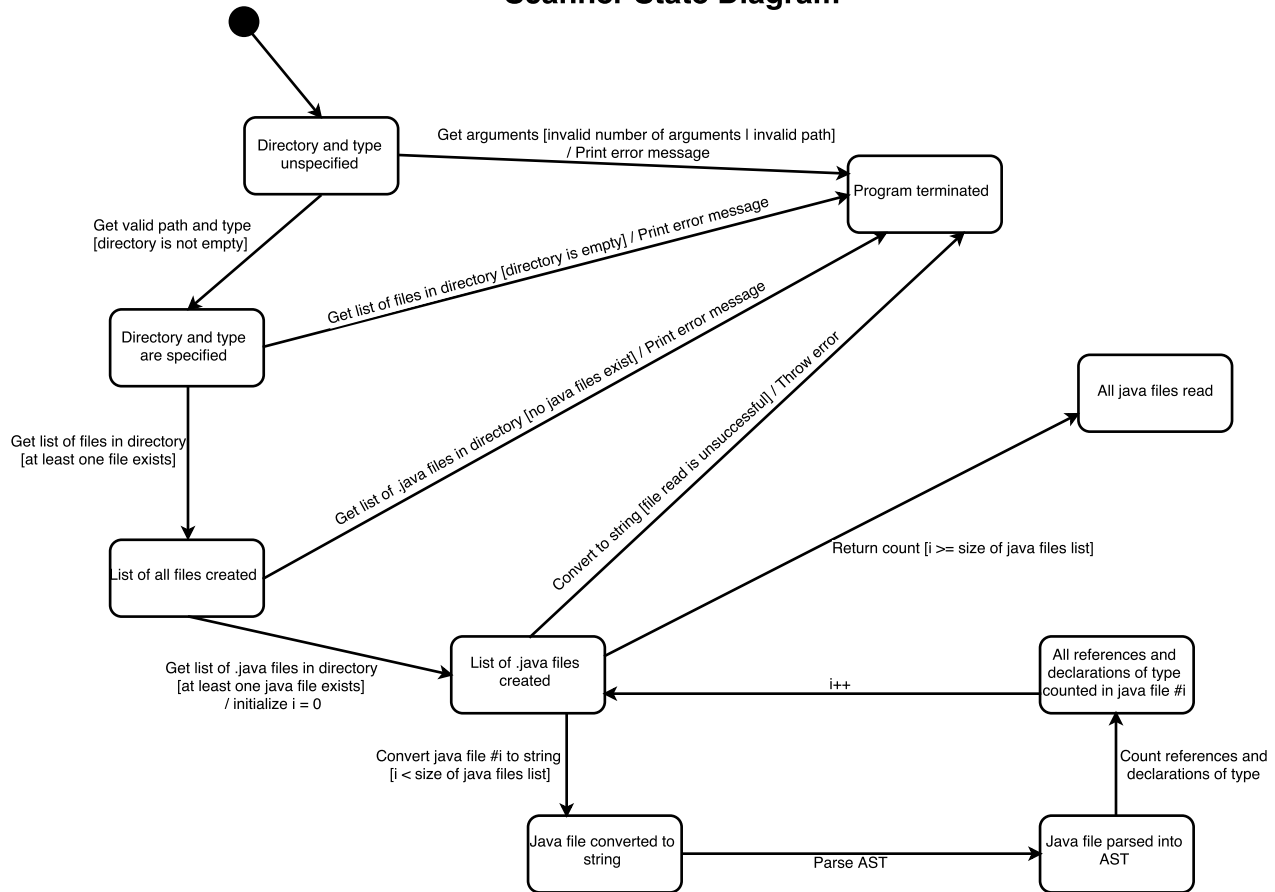 Scanner State Diagram
Directory and type
unspecified
Get arguments [invalid number of arguments | invalid path]
/ Print error message
Program terminated
Get valid path and type
[directory is not empty]
Get list of files in directory [directory is empty] / Print error message
Directory and type
are specified
Get list of .java files in directory [no java files exist] / Print error message
Convert to string [file read is unsuccessful] / Throw error
All java files read
Get list of files in directory
[at least one file exists]
List of all files created
Return count [i >= size of java files list]
Get list of .java files in directory
[at least one java file exists]
/ initialize i = 0
List of .java files
created
i++
All references and
declarations of type
counted in java file #i
Convert java file #i to string
[i < size of java files list]
Count references and
declarations of type
Java file converted to
string
Parse AST
Java file parsed into
AST